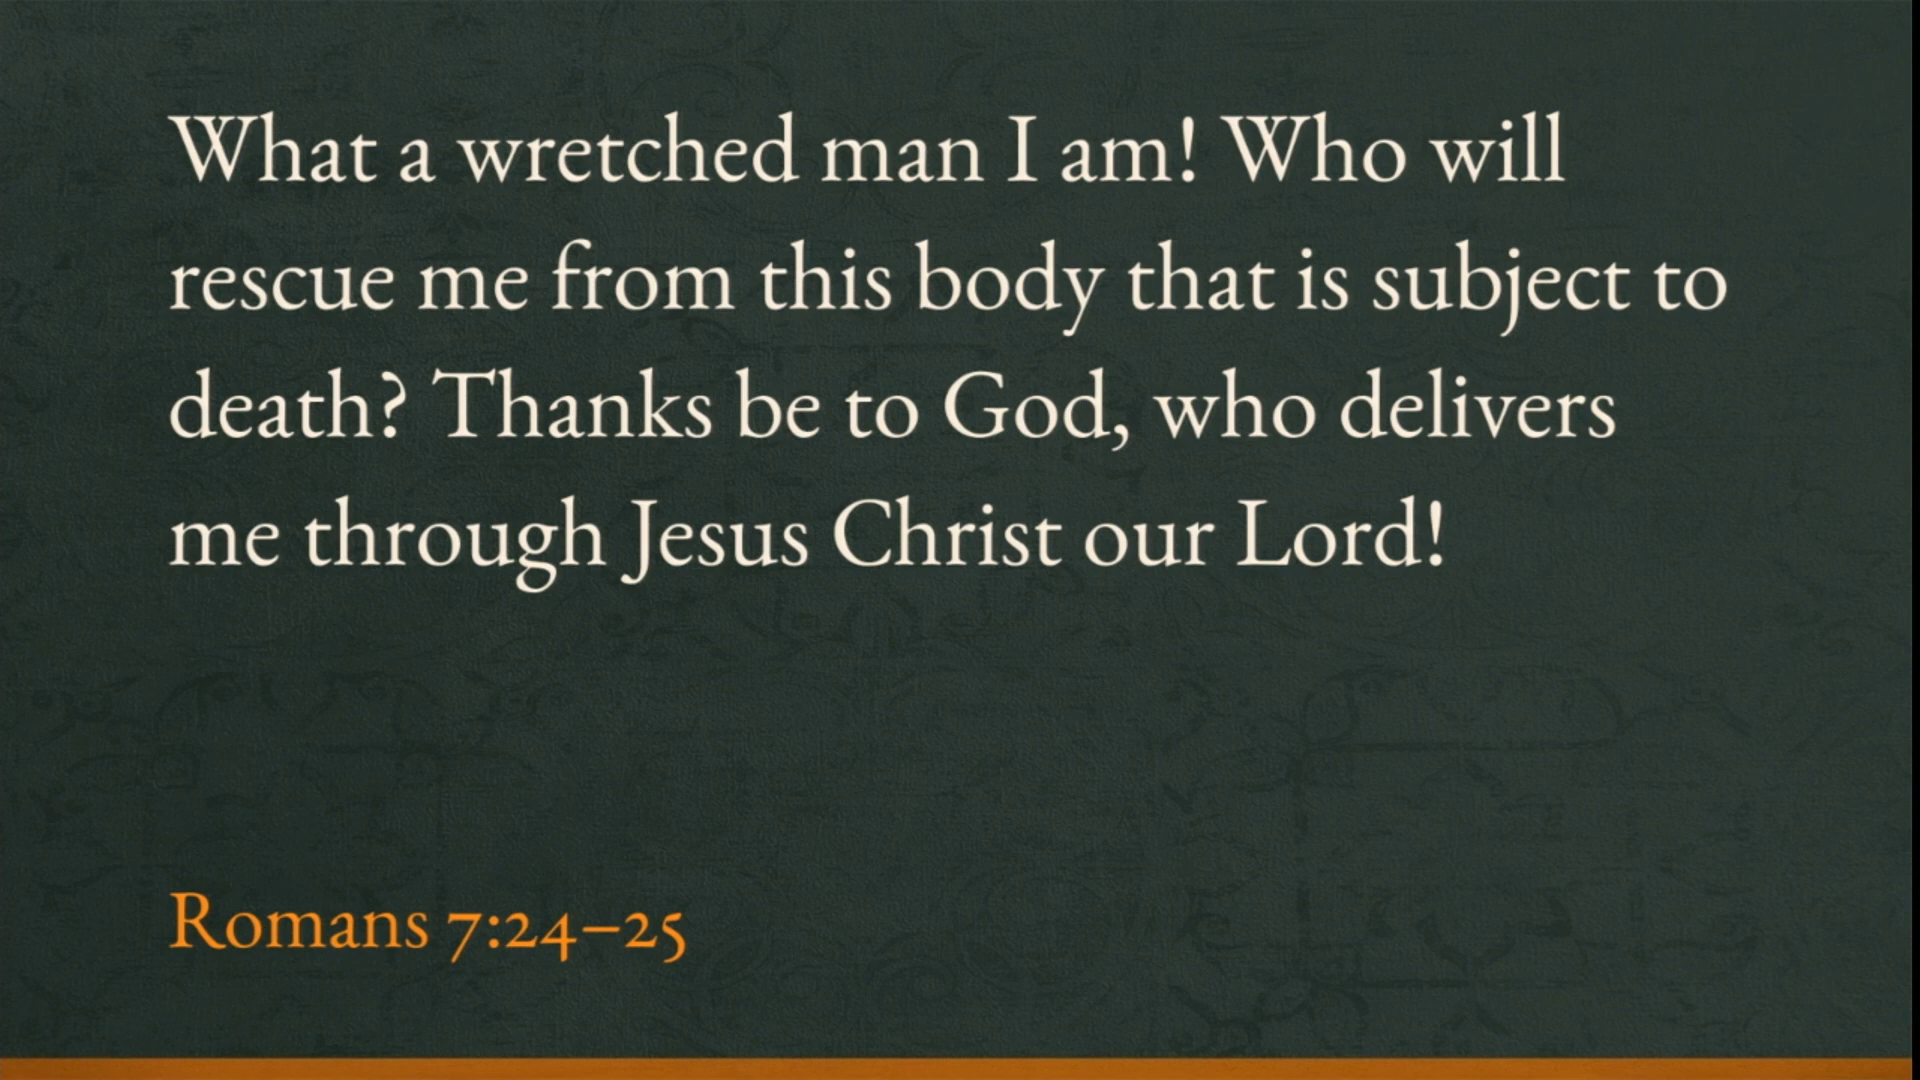 What a wretched man I am! Who will
rescue me from this body that is subject to
death? Thanks be to God, who delivers
me through Jesus Christ our Lord!
Romans 7:24–25